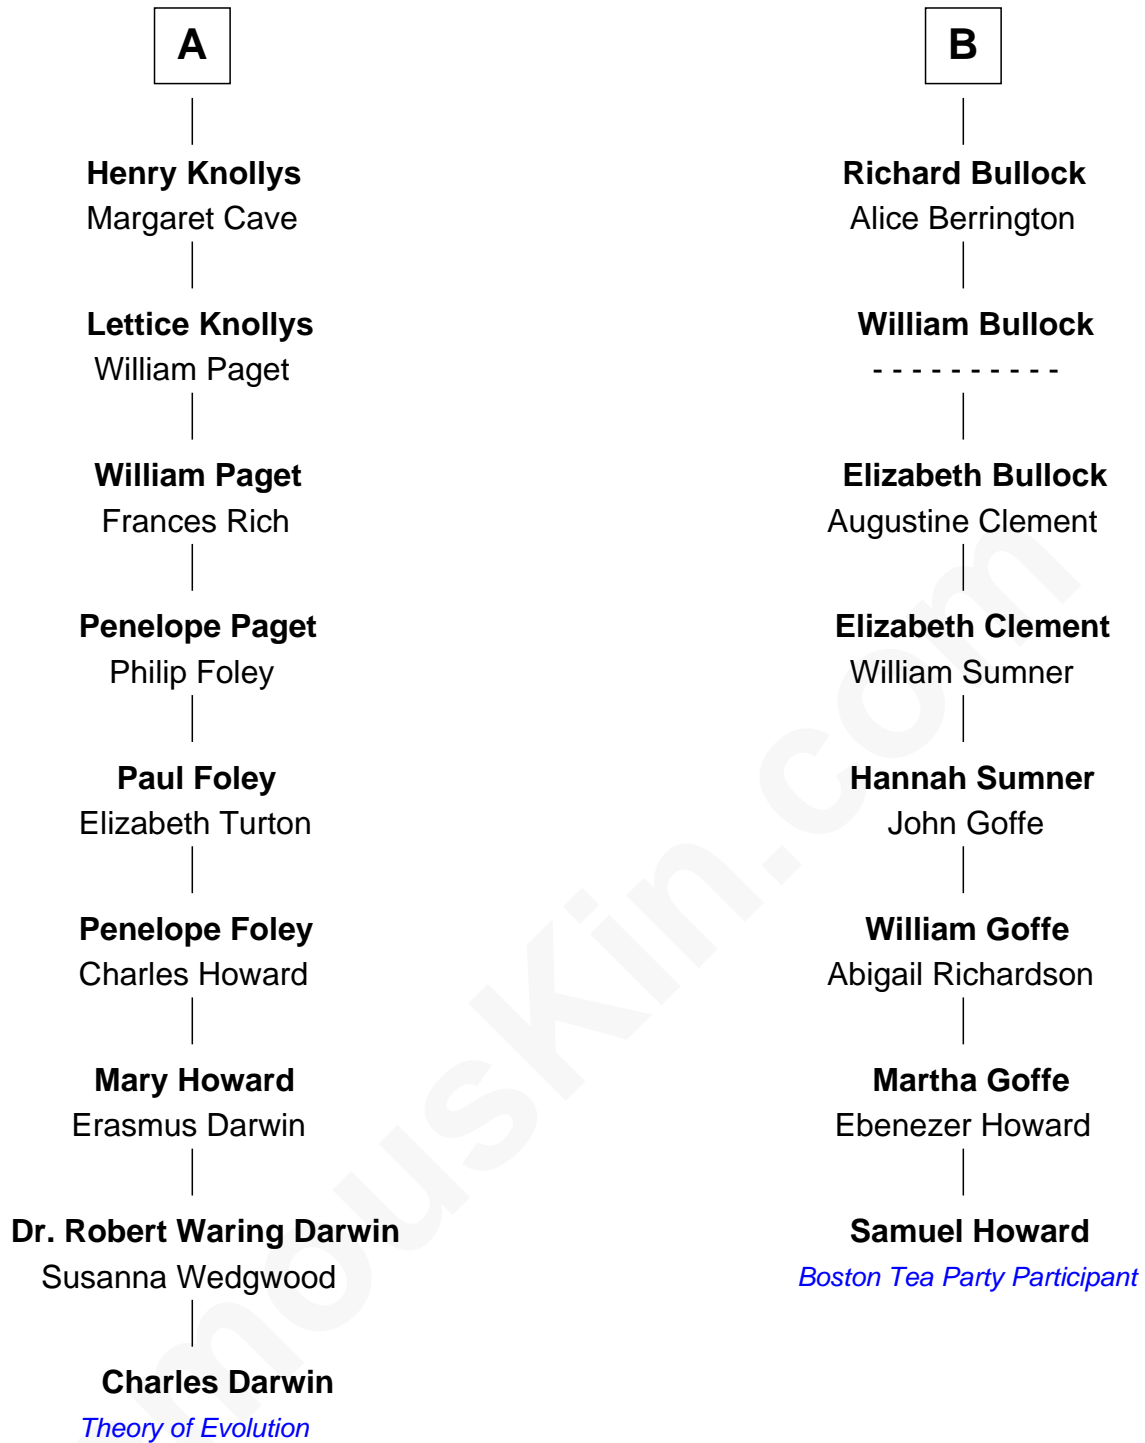 A
Henry Knollys
Margaret Cave
Lettice Knollys
William Paget
William Paget
Frances Rich
Penelope Paget
Philip Foley
Paul Foley
Elizabeth Turton
Penelope Foley
Charles Howard
Mary Howard
Erasmus Darwin
Dr. Robert Waring Darwin
Susanna Wedgwood
Charles Darwin
Theory of Evolution
B
Richard Bullock
Alice Berrington
William Bullock
- - - - - - - - - -
Elizabeth Bullock
Augustine Clement
Elizabeth Clement
William Sumner
Hannah Sumner
John Goffe
William Goffe
Abigail Richardson
Martha Goffe
Ebenezer Howard
Samuel Howard
Boston Tea Party Participant
mousKin.com